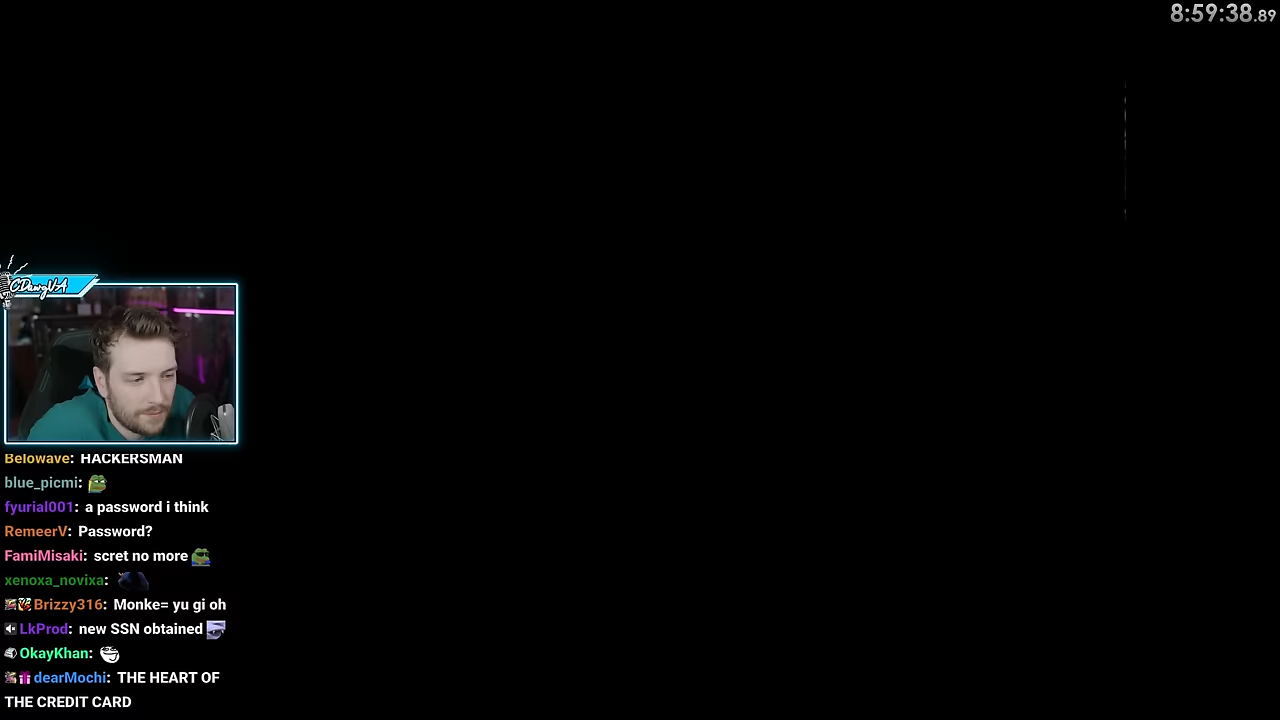 8:59:38.89
CDawgVA
Belowave: HACKERSMAN
blue_picmi:
fyurial001: a password i think
RemeerV: Password?
FamiMisaki: scret no more
xenoxa_novixa:
Brizzy316: Monke= yu gi oh
LkProd: new SSN obtained
OkayKhan:
dearMochi: THE HEART OF
THE CREDIT CARD